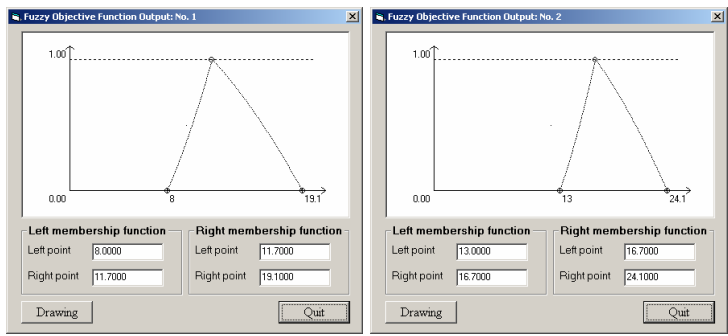 Fuzzy Objective Function Output: No. 1
1.00
0.00
8
19.1
Left membership function
Left point 8.0000
Right point 11.7000
Right membership function
Left point 11.7000
Right point 19.1000
Drawing
Quit
Fuzzy Objective Function Output: No. 2
1.00
0.00
13
24.1
Left membership function
Left point 13.0000
Right point 16.7000
Right membership function
Left point 16.7000
Right point 24.1000
Drawing
Quit